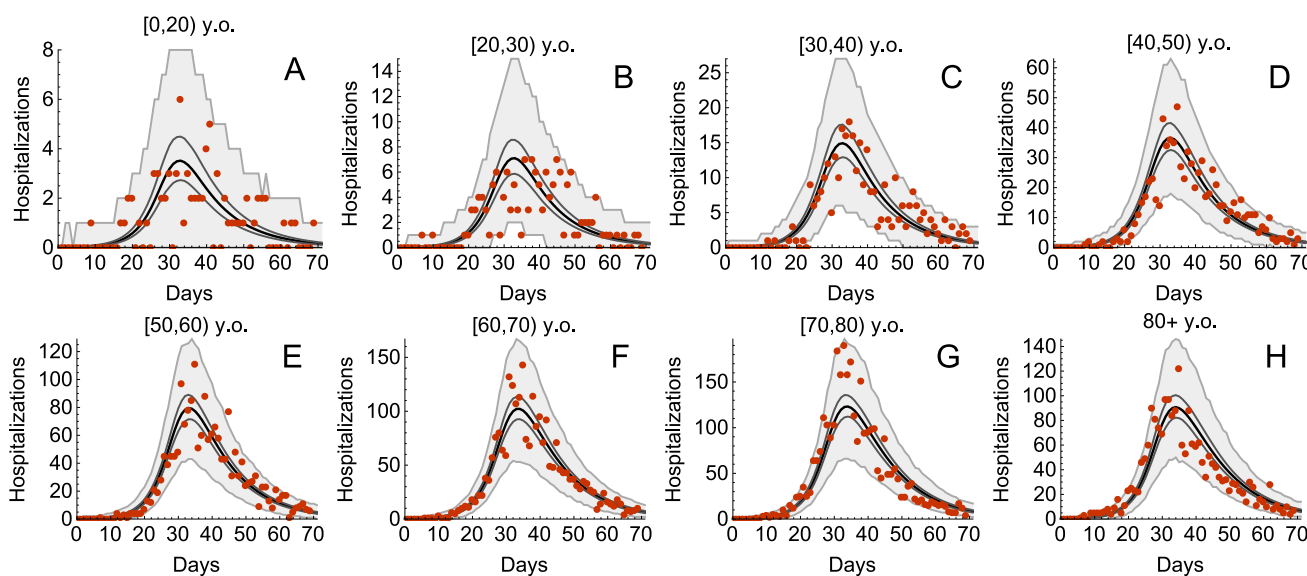 [0,20) y.o.
A
Hospitalizations
8
6
4
2
0
0 10 20 30 40 50 60 70
Days
[20,30) y.o.
B
Hospitalizations
14
12
10
8
6
4
2
0
0 10 20 30 40 50 60 70
Days
[30,40) y.o.
C
Hospitalizations
25
20
15
10
5
0
0 10 20 30 40 50 60 70
Days
[40,50) y.o.
D
Hospitalizations
60
50
40
30
20
10
0
0 10 20 30 40 50 60 70
Days
[50,60) y.o.
E
Hospitalizations
120
100
80
60
40
20
0
0 10 20 30 40 50 60 70
Days
[60,70) y.o.
F
Hospitalizations
150
100
50
0
0 10 20 30 40 50 60 70
Days
[70,80) y.o.
G
Hospitalizations
150
100
50
0
0 10 20 30 40 50 60 70
Days
80+ y.o.
H
Hospitalizations
140
120
100
80
60
40
20
0
0 10 20 30 40 50 60 70
Days